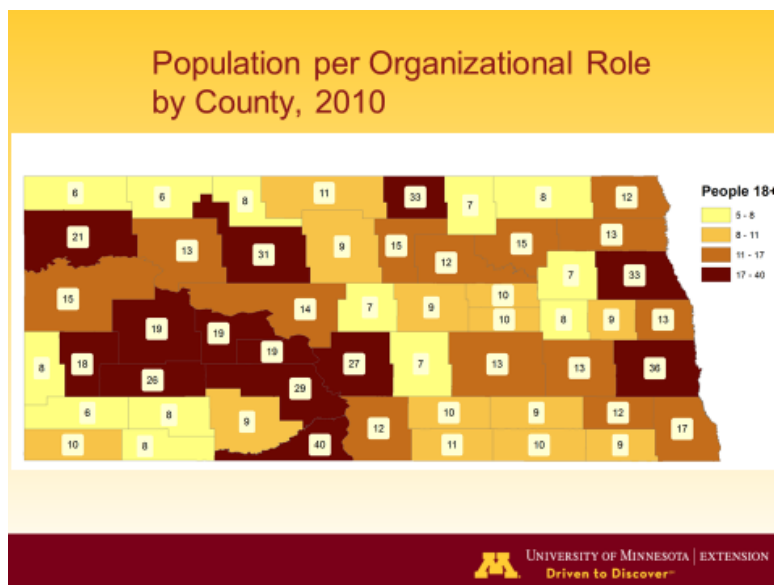 Population per Organizational Role
by County, 2010
6 6 8 11 33 7 8 12
21 13 31 9 15 12 15 13
7 33
15 19 19 14 7 9 10 8 9 13
10
8 18 19 27 7 13 13 36
26 29
6 8 9 12 10 9 12 17
10 8 40 11 10 9
People 18+
5 - 8
8 - 11
11 - 17
17 - 40
UNIVERSITY OF MINNESOTA | EXTENSION
Driven to Discover℠